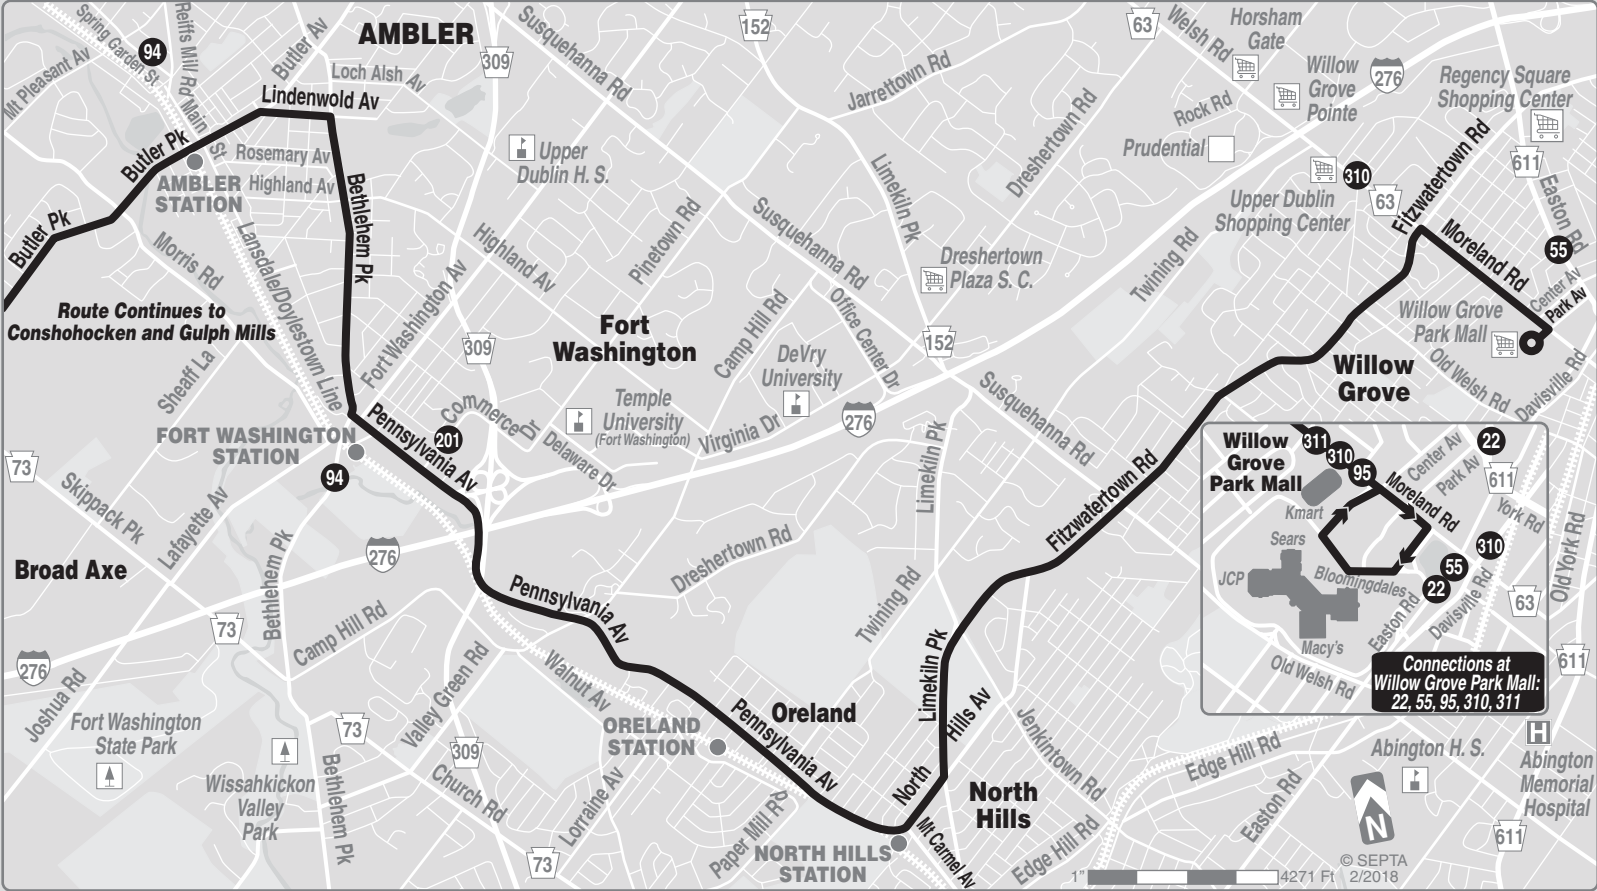 Spring Garden St
94
Reiffs Mill Rd
Butler Av
AMBLER
309
Susquehanna Rd
152
63
Welsh Rd
Horsham
Gate
Willow
Grove
Pointe
276
Regency Square
Shopping Center
Mt Pleasant Av
Loch Alsh Av
Lindenwold Av
Main St
Jarrettown Rd
Dreshertown Rd
Rock Rd
Prudential
Fitzwatertown Rd
611
Butler Pk
Rosemary Av
Highland Av
AMBLER
STATION
Upper
Dublin H. S.
Bethlehem Pk
Limekiln Pk
310
Upper Dublin
Shopping Center
63
Easton Rd
55
Butler Pk
Morris Rd
Lansdale/Doylestown Line
Highland Av
Pinetown Rd
Susquehanna Rd
Dreshertown
Plaza S. C.
Twining Rd
Moreland Rd
Center Av
Park Av
Route Continues to
Conshohocken and Gulph Mills
Fort Washington Av
309
Fort
Washington
Camp Hill Rd
Office Center Dr
152
Willow Grove
Park Mall
Willow
Grove
Old Welsh Rd
Davisville Rd
Sheaff La
DeVry
University
Temple
University
(Fort Washington)
Virginia Dr
276
Susquehanna Rd
Pennsylvania Av
Commerce Dr
201
Delaware Dr
FORT WASHINGTON
STATION
94
73
Skippack Pk
Lafayette Av
Limekiln Pk
Fitzwatertown Rd
Willow
Grove
Park Mall
311
310
95
Center Av
22
Park Av
611
Moreland Rd
York Rd
Kmart
Sears
310
JCP
Bloomingdales
55
22
Easton Rd
Davisville Rd
63
Old York Rd
Macy's
Old Welsh Rd
611
Connections at
Willow Grove Park Mall:
22, 55, 95, 310, 311
Broad Axe
276
Bethlehem Pk
Dreshertown Rd
Pennsylvania Av
Twining Rd
73
Camp Hill Rd
276
Joshua Rd
Valley Green Rd
Walnut Av
Limekiln Pk
Fort Washington
State Park
73
309
ORELAND
STATION
Oreland
Pennsylvania Av
North Hills Av
Jenkintown Rd
Edge Hill Rd
Abington H. S.
Abington
Memorial
Hospital
H
Wissahkickon
Valley
Park
Bethlehem Pk
Church Rd
Lorraine Av
Paper Mill Rd
North
Hills
Easton Rd
N
611
73
NORTH HILLS
STATION
Mt Carmel Av
Edge Hill Rd
© SEPTA
2/2018
1"
4271 Ft